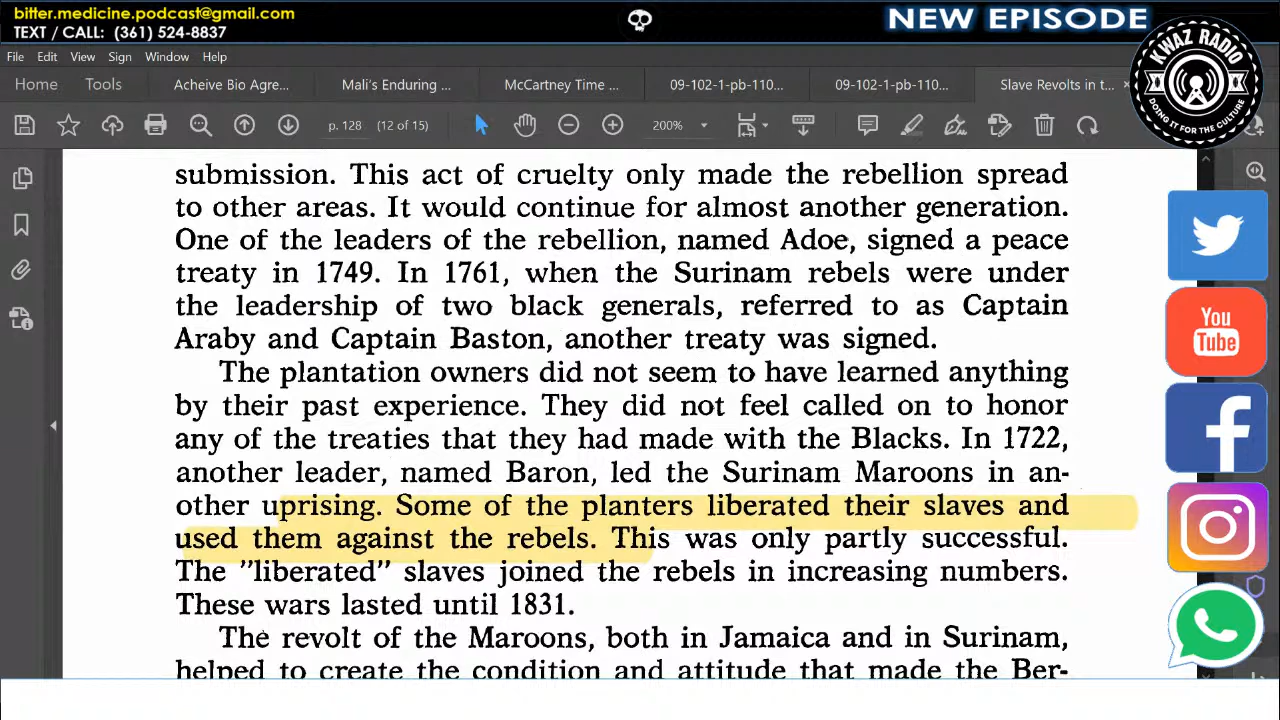 bitter.medicine.podcast@gmail.com
TEXT / CALL: (361) 524-8837
NEW EPISODE
KWAZ RADIO
DOING IT FOR THE CULTURE
File Edit View Sign Window Help
Home Tools Acheive Bio Agre... Mali's Enduring ... McCartney Time ... 09-102-1-pb-110... 09-102-1-pb-110... Slave Revolts in t...
p. 128 (12 of 15) 200%
submission. This act of cruelty only made the rebellion spread
to other areas. It would continue for almost another generation.
One of the leaders of the rebellion, named Adoe, signed a peace
treaty in 1749. In 1761, when the Surinam rebels were under
the leadership of two black generals, referred to as Captain
Araby and Captain Baston, another treaty was signed.
The plantation owners did not seem to have learned anything
by their past experience. They did not feel called on to honor
any of the treaties that they had made with the Blacks. In 1722,
another leader, named Baron, led the Surinam Maroons in an-
other uprising. Some of the planters liberated their slaves and
used them against the rebels. This was only partly successful.
The "liberated" slaves joined the rebels in increasing numbers.
These wars lasted until 1831.
The revolt of the Maroons, both in Jamaica and in Surinam,
helped to create the condition and attitude that made the Ber-
You
Tube